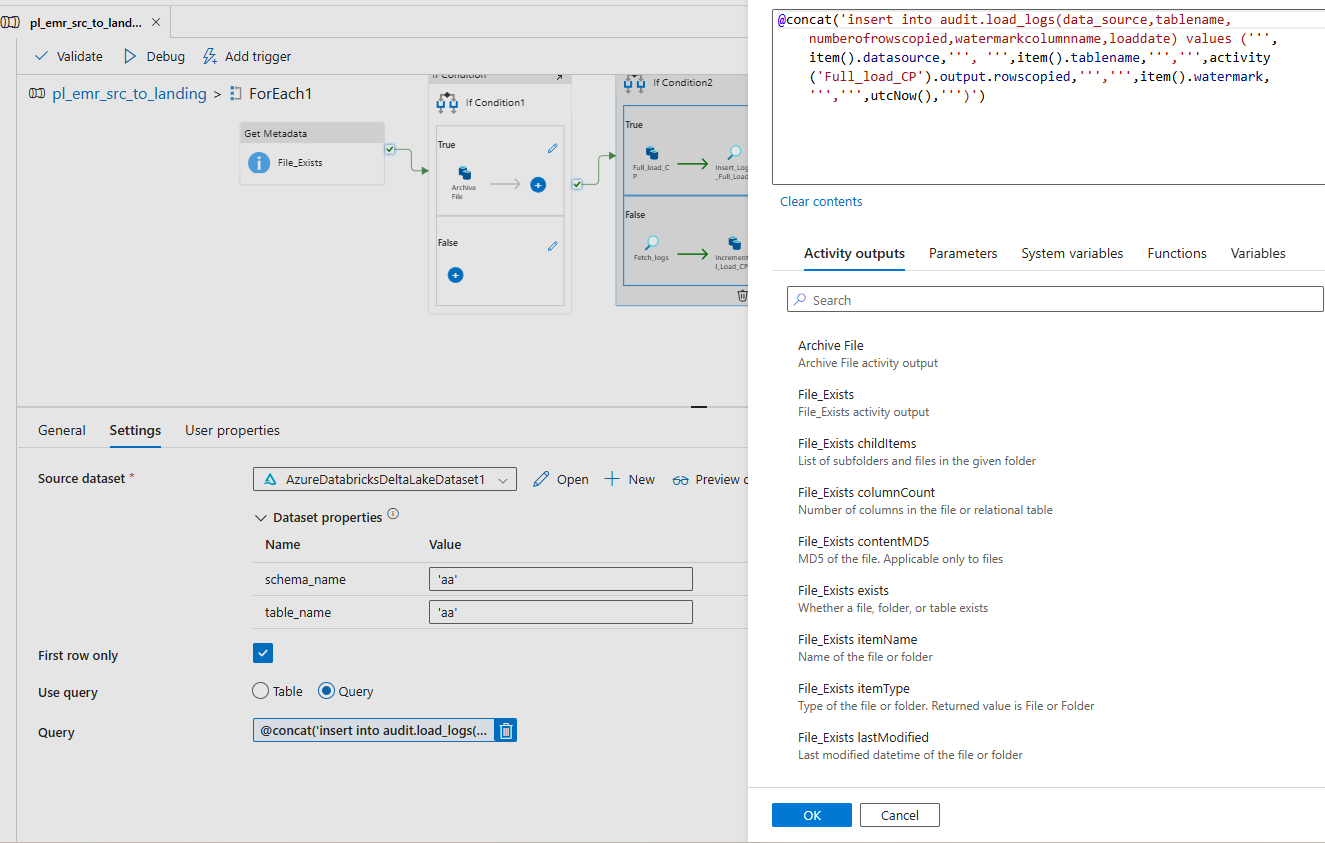 pl_emr_src_to_land...
Validate
Debug
Add trigger
pl_emr_src_to_landing > ForEach1
Get Metadata
File_Exists
If Condition
If Condition1
True
Archive
File
False
If Condition2
True
Full_load_C
P
Insert_Log
_Full_Load
False
Fetch_logs
Increment
l_Load_CP
General
Settings
User properties
Source dataset *
AzureDatabricksDeltaLakeDataset1
Open
New
Preview
Dataset properties
Name
Value
schema_name
'aa'
table_name
'aa'
First row only
Use query
Table
Query
Query
@concat('insert into audit.load_logs(...
@concat('insert into audit.load_logs(data_source,tablename,
numberofrowscopied,watermarkcolumnname,loaddate) values (''',
item().datasource,''', ''',item().tablename,''',''',activity
('Full_load_CP').output.rowscopied,''',''',item().watermark,
''',''',utcNow(),''')')
Clear contents
Activity outputs
Parameters
System variables
Functions
Variables
Search
Archive File
Archive File activity output
File_Exists
File_Exists activity output
File_Exists childItems
List of subfolders and files in the given folder
File_Exists columnCount
Number of columns in the file or relational table
File_Exists contentMD5
MD5 of the file. Applicable only to files
File_Exists exists
Whether a file, folder, or table exists
File_Exists itemName
Name of the file or folder
File_Exists itemType
Type of the file or folder. Returned value is File or Folder
File_Exists lastModified
Last modified datetime of the file or folder
OK
Cancel